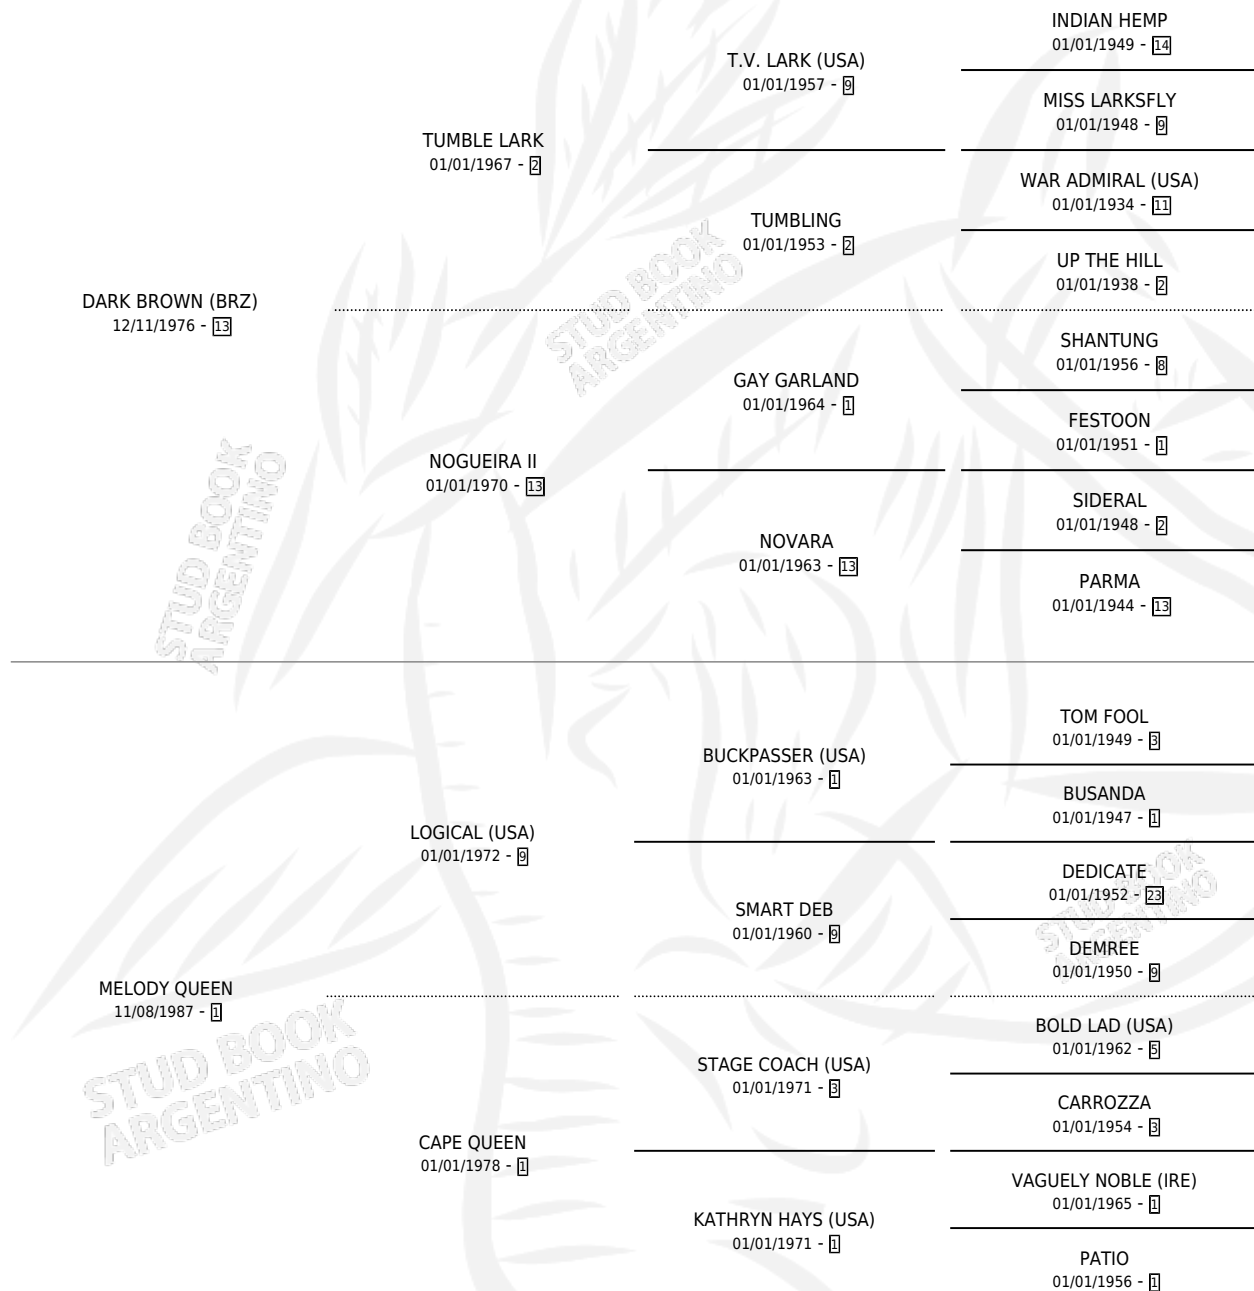 INDIAN HEMP
01/01/1949 - 14
T.V. LARK (USA)
01/01/1957 - 9
MISS LARKSFLY
01/01/1948 - 9
TUMBLE LARK
01/01/1967 - 2
WAR ADMIRAL (USA)
01/01/1934 - 11
TUMBLING
01/01/1953 - 2
UP THE HILL
01/01/1938 - 2
DARK BROWN (BRZ)
12/11/1976 - 13
SHANTUNG
01/01/1956 - 8
GAY GARLAND
01/01/1964 - 1
FESTOON
01/01/1951 - 1
NOGUEIRA II
01/01/1970 - 13
SIDERAL
01/01/1948 - 2
NOVARA
01/01/1963 - 13
PARMA
01/01/1944 - 13
TOM FOOL
01/01/1949 - 3
BUCKPASSER (USA)
01/01/1963 - 1
BUSANDA
01/01/1947 - 1
LOGICAL (USA)
01/01/1972 - 9
DEDICATE
01/01/1952 - 23
SMART DEB
01/01/1960 - 9
DEMREE
01/01/1950 - 9
MELODY QUEEN
11/08/1987 - 1
BOLD LAD (USA)
01/01/1962 - 5
STAGE COACH (USA)
01/01/1971 - 3
CARROZZA
01/01/1954 - 3
CAPE QUEEN
01/01/1978 - 1
VAGUELY NOBLE (IRE)
01/01/1965 - 1
KATHRYN HAYS (USA)
01/01/1971 - 1
PATIO
01/01/1956 - 1
STUD BOOK
ARGENTINO
STUD BOOK
ARGENTINO
STUD BOOK
ARGENTINO
STUD BOOK
ARGENTINO